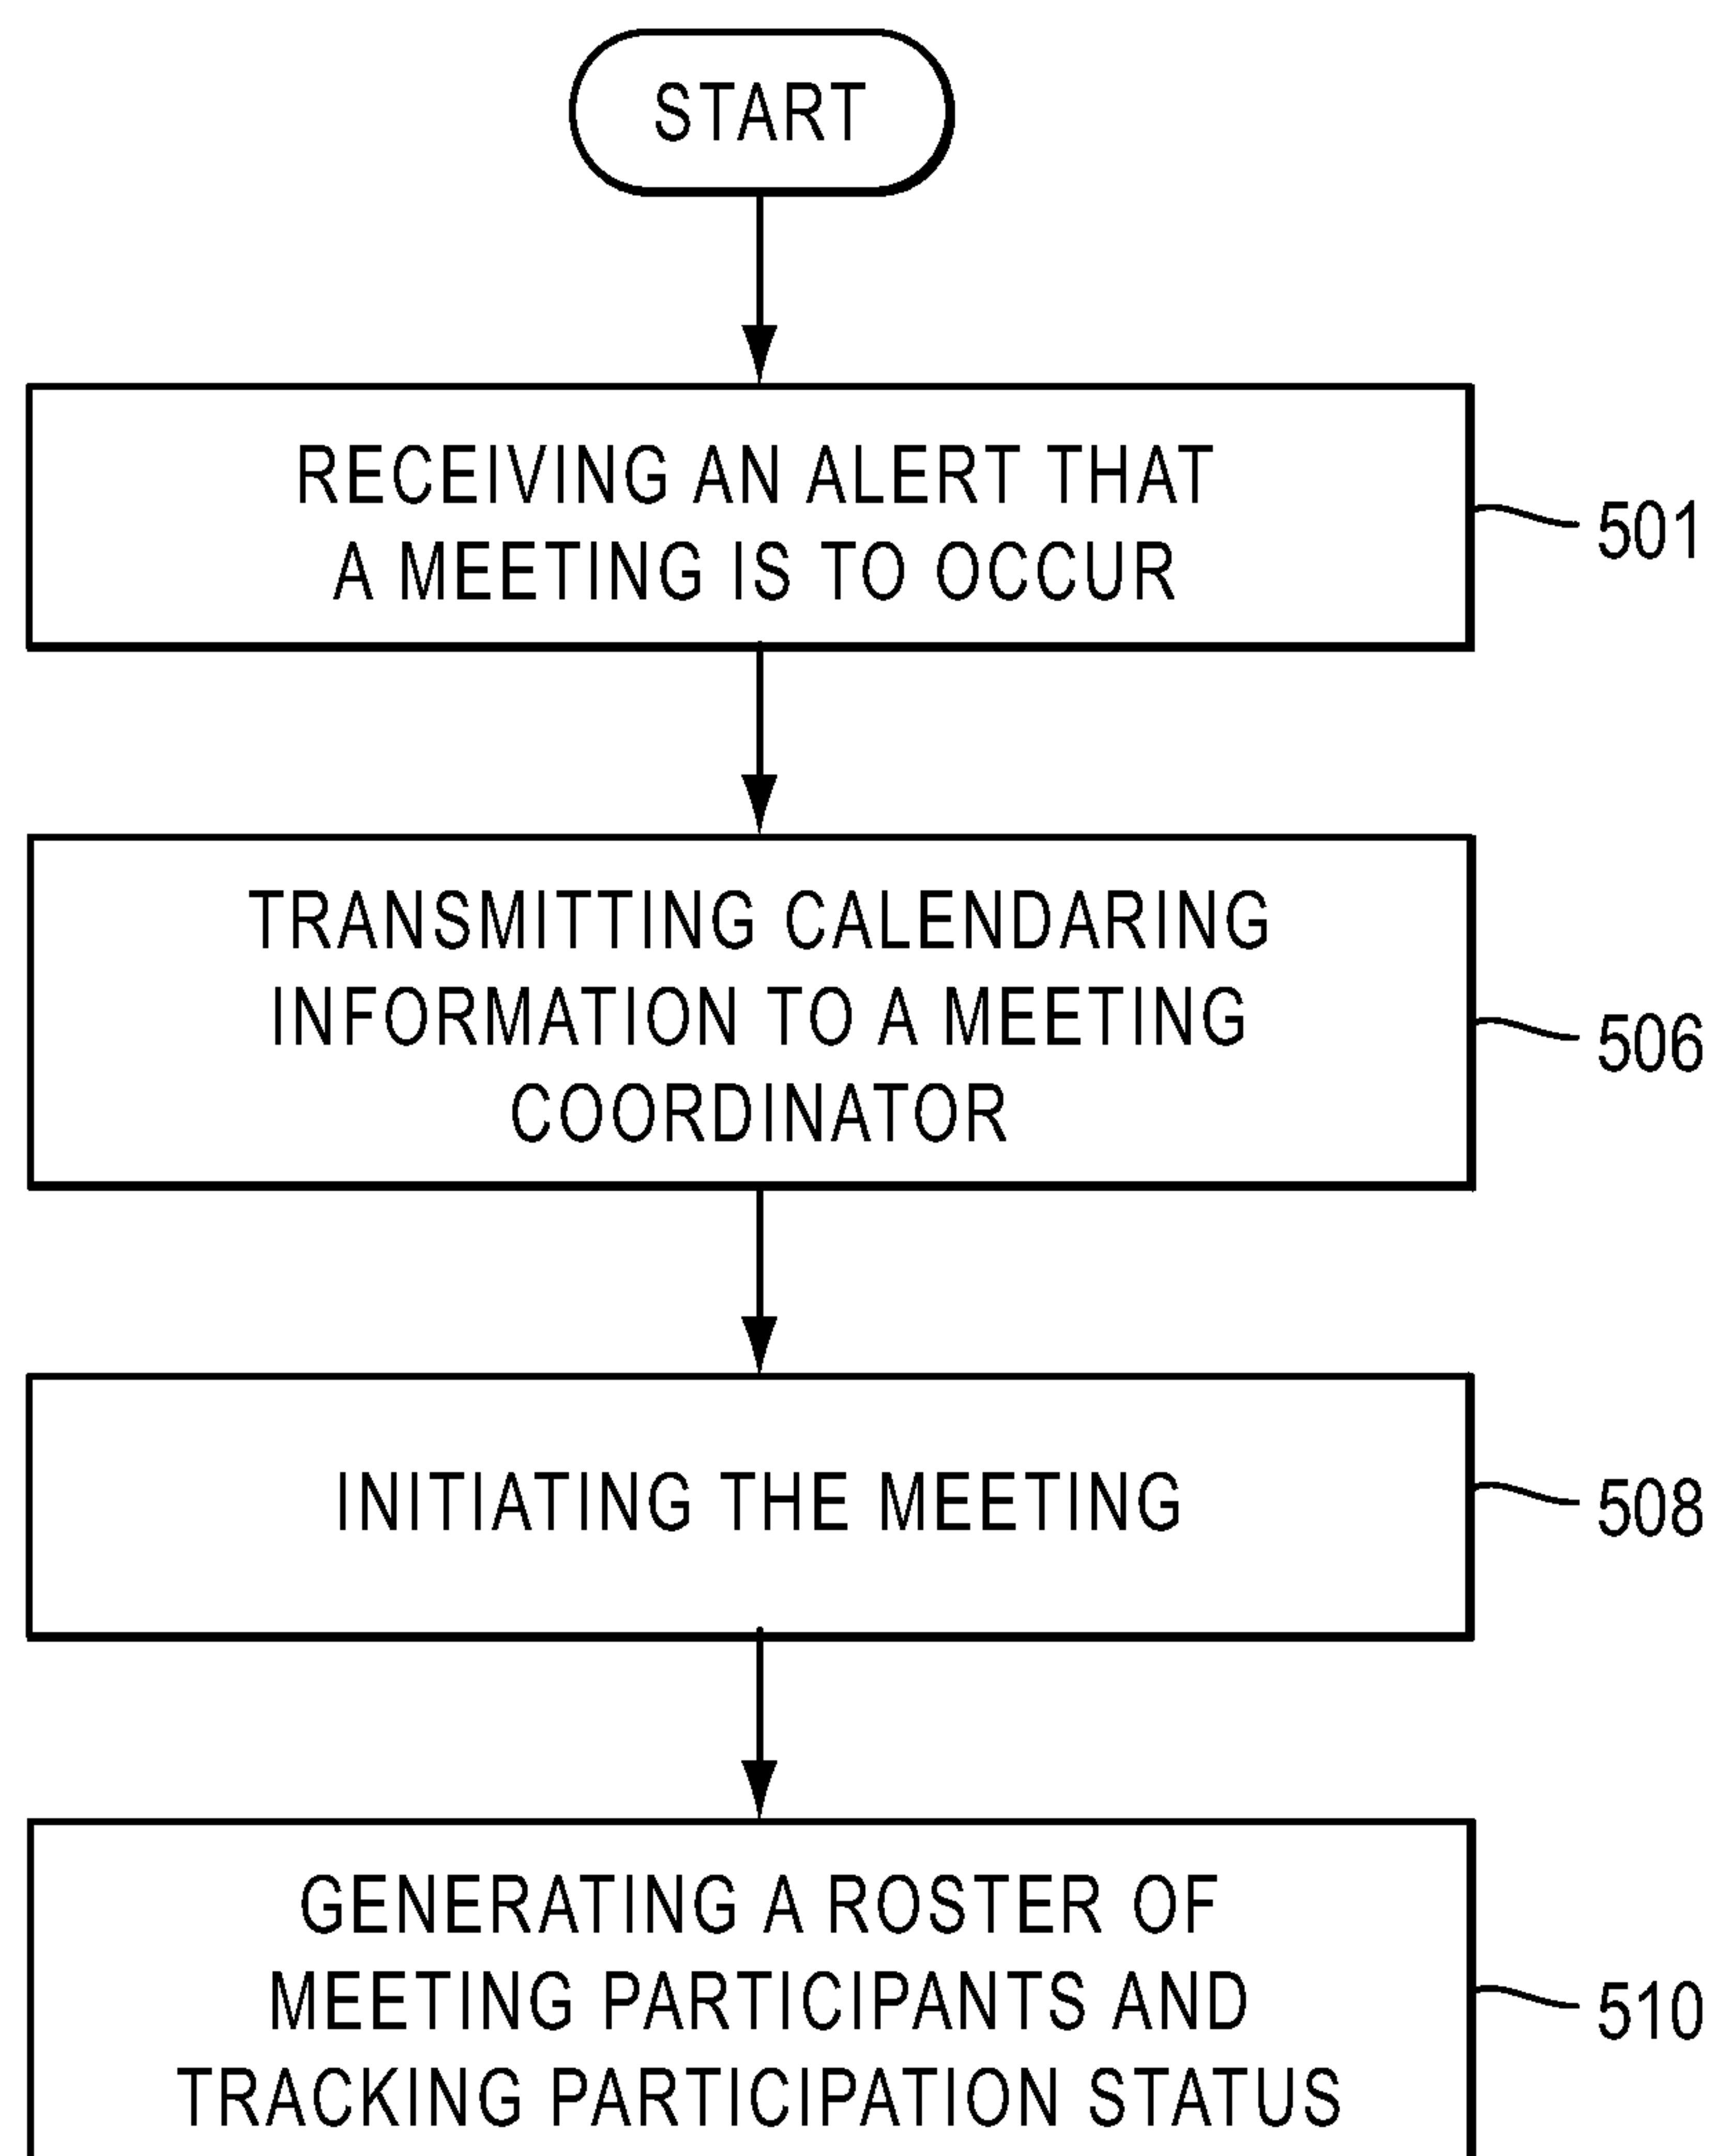 START
RECEIVING AN ALERT THAT
A MEETING IS TO OCCUR
501
TRANSMITTING CALENDARING
INFORMATION TO A MEETING
COORDINATOR
506
INITIATING THE MEETING
508
GENERATING A ROSTER OF
MEETING PARTICIPANTS AND
TRACKING PARTICIPATION STATUS
510